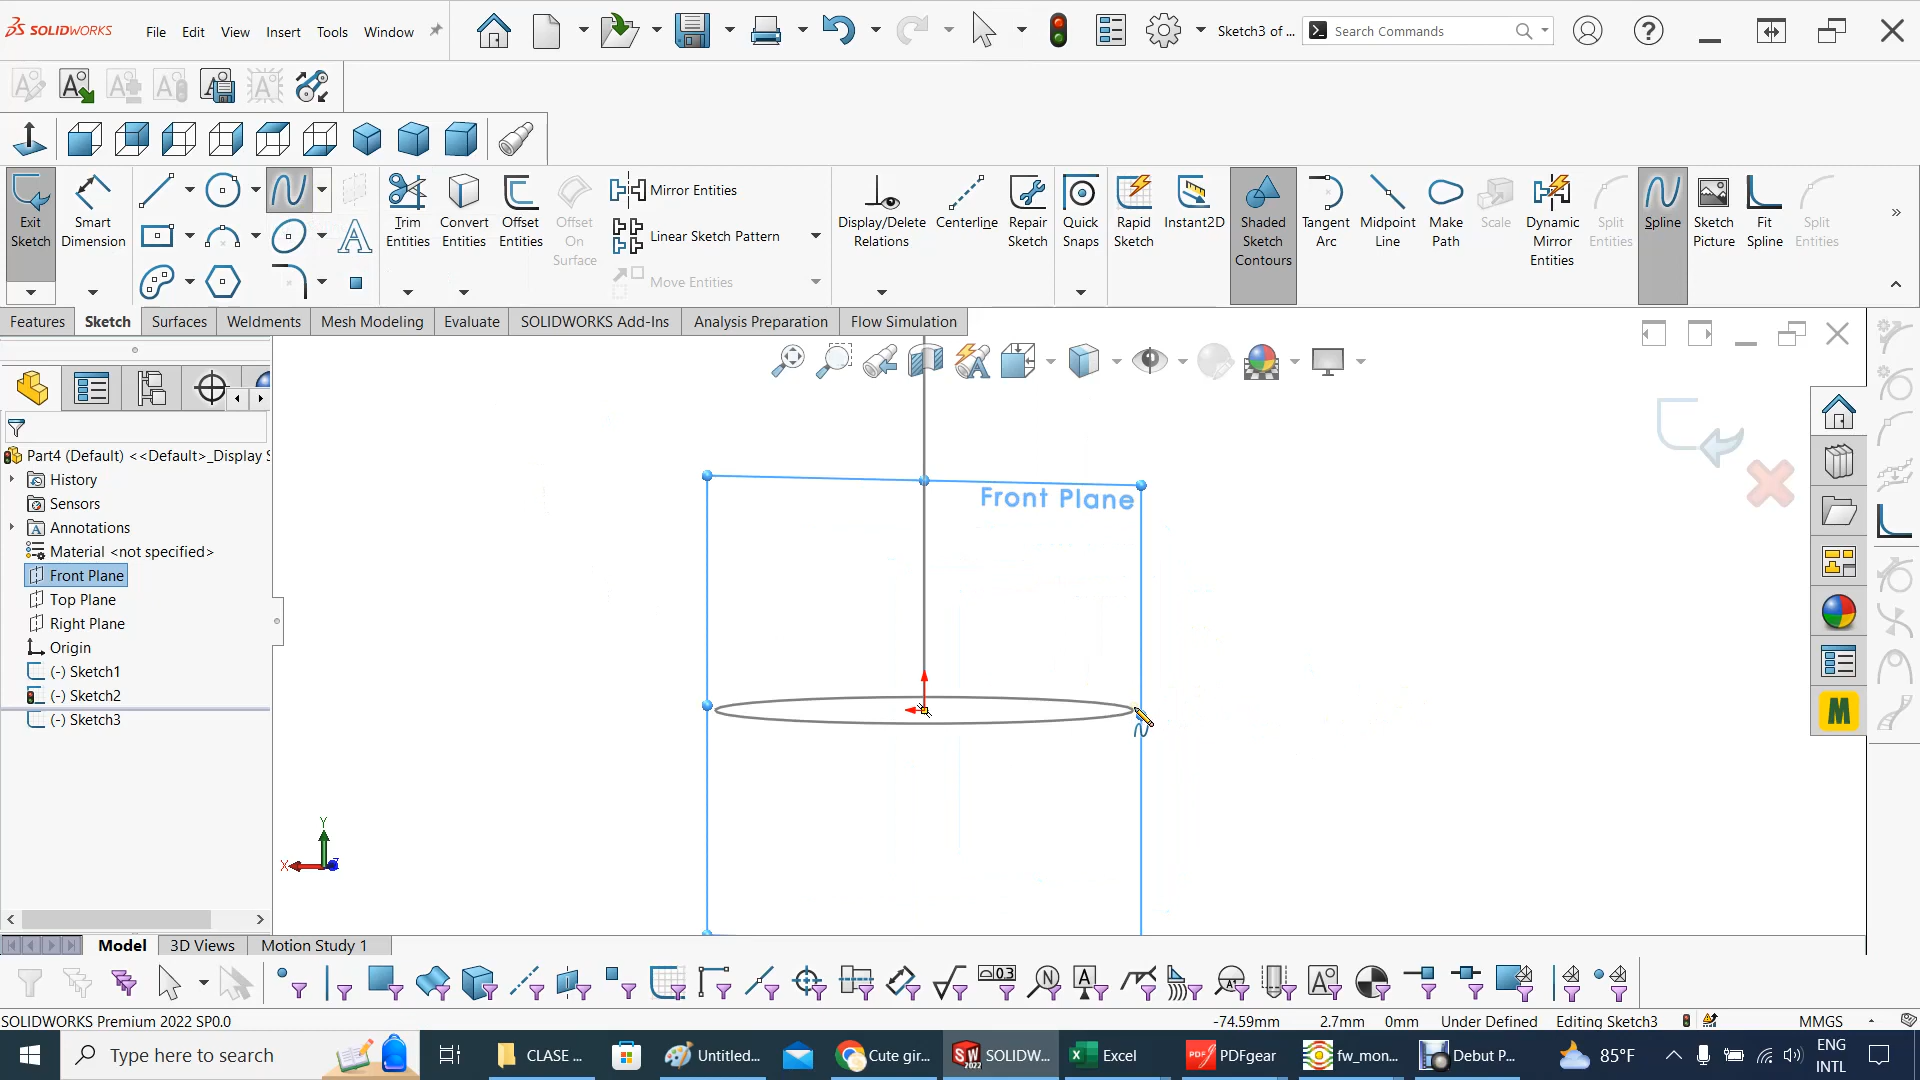 SOLIDWORKS File Edit View Insert Tools Window Sketch3 of ... Search Commands
Exit Sketch Smart Dimension Trim Entities Convert Entities Offset Entities Offset On Surface Mirror Entities Linear Sketch Pattern Move Entities Display/Delete Relations Centerline Repair Sketch Quick Snaps Rapid Sketch Instant2D Shaded Sketch Contours Tangent Arc Midpoint Line Make Path Scale Dynamic Mirror Entities Split Entities Spline Sketch Picture Fit Spline Split Entities
Features Sketch Surfaces Weldments Mesh Modeling Evaluate SOLIDWORKS Add-Ins Analysis Preparation Flow Simulation
Part4 (Default) <<Default>_Display S
History
Sensors
Annotations
Material <not specified>
Front Plane
Top Plane
Right Plane
Origin
(-) Sketch1
(-) Sketch2
(-) Sketch3
Front Plane
Y
X
Z
M
Model 3D Views Motion Study 1
SOLIDWORKS Premium 2022 SP0.0 -74.59mm 2.7mm 0mm Under Defined Editing Sketch3 MMGS
Type here to search CLASE ... Untitled... Cute gir... SOLIDW... Excel PDFgear fw_mon... Debut P... 85°F ENG INTL